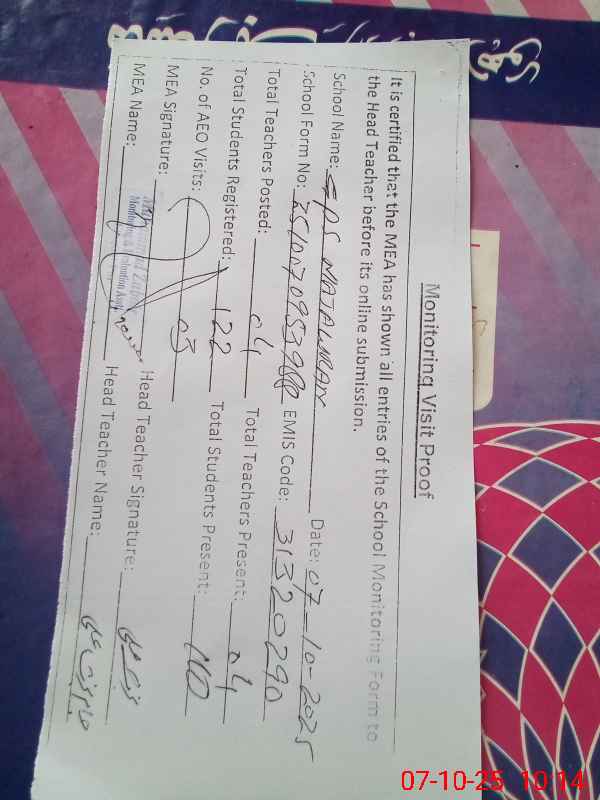 Monitoring Visit Proof
It is certified that the MEA has shown all entries of the School Monitoring Form to
the Head Teacher before its online submission.
School Name: GPS Date: 07-10-2025
School Form No: EMIS Code: 31320290
Total Teachers Posted: 04 Total Teachers Present: 04
Total Students Registered: 122 Total Students Present: 110
No. of AEO Visits: 03
MEA Signature: Head Teacher Signature:
MEA Name: Head Teacher Name:
07-10-25 10:14